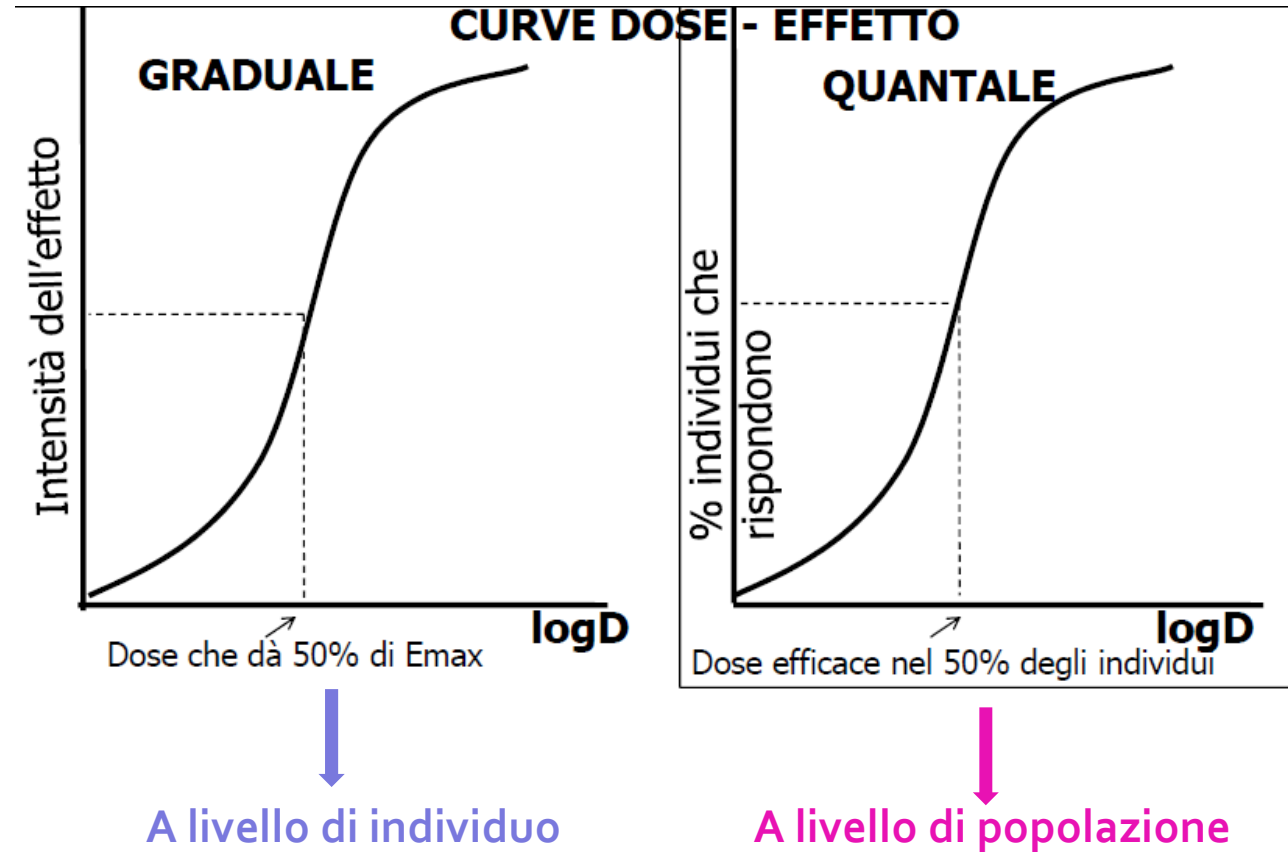 CURVE DOSE - EFFETTO
GRADUALE
Intensità dell'effetto
logD
Dose che dà 50% di Emax
A livello di individuo
QUANTALE
% individui che
rispondono
logD
Dose efficace nel 50% degli individui
A livello di popolazione